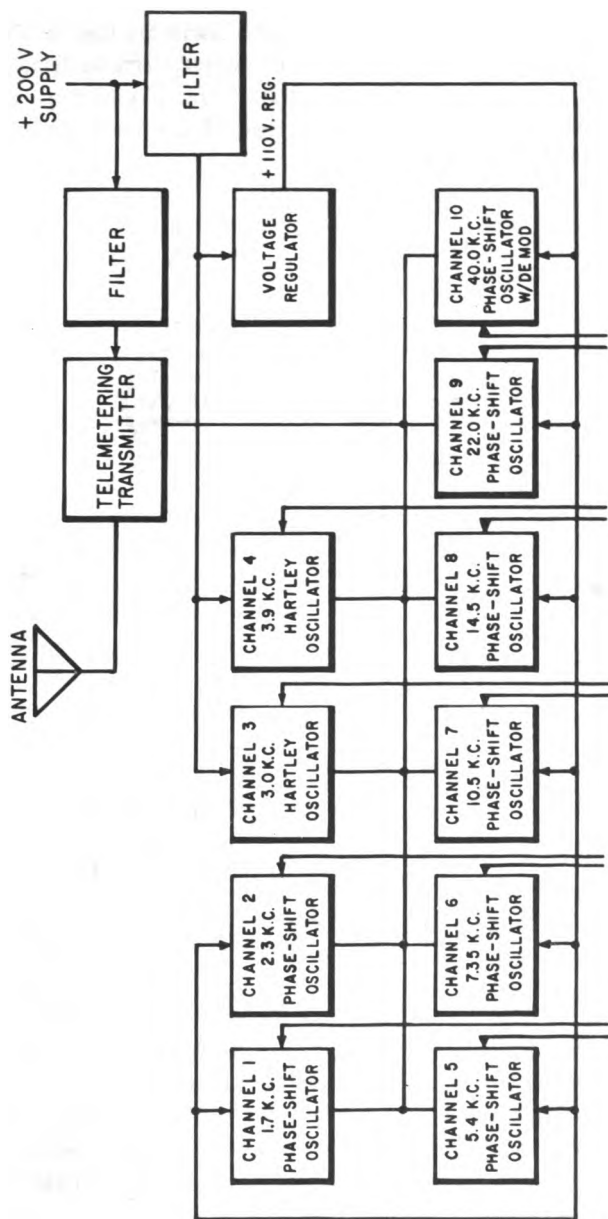 + 200 V
SUPPLY
FILTER
FILTER
TELEMETERING
TRANSMITTER
ANTENNA
VOLTAGE
REGULATOR
+110 V. REG.
CHANNEL 1
1.7 K.C.
PHASE-SHIFT
OSCILLATOR
CHANNEL 2
2.3 K.C.
PHASE-SHIFT
OSCILLATOR
CHANNEL 3
3.0 K.C.
HARTLEY
OSCILLATOR
CHANNEL 4
3.9 K.C.
HARTLEY
OSCILLATOR
CHANNEL 5
5.4 K.C.
PHASE-SHIFT
OSCILLATOR
CHANNEL 6
7.35 K.C.
PHASE-SHIFT
OSCILLATOR
CHANNEL 7
10.5 K.C.
PHASE-SHIFT
OSCILLATOR
CHANNEL 8
14.5 K.C.
PHASE-SHIFT
OSCILLATOR
CHANNEL 9
22.0 K.C.
PHASE-SHIFT
OSCILLATOR
CHANNEL 10
40.0 K.C.
PHASE-SHIFT
OSCILLATOR
W/DEMOD